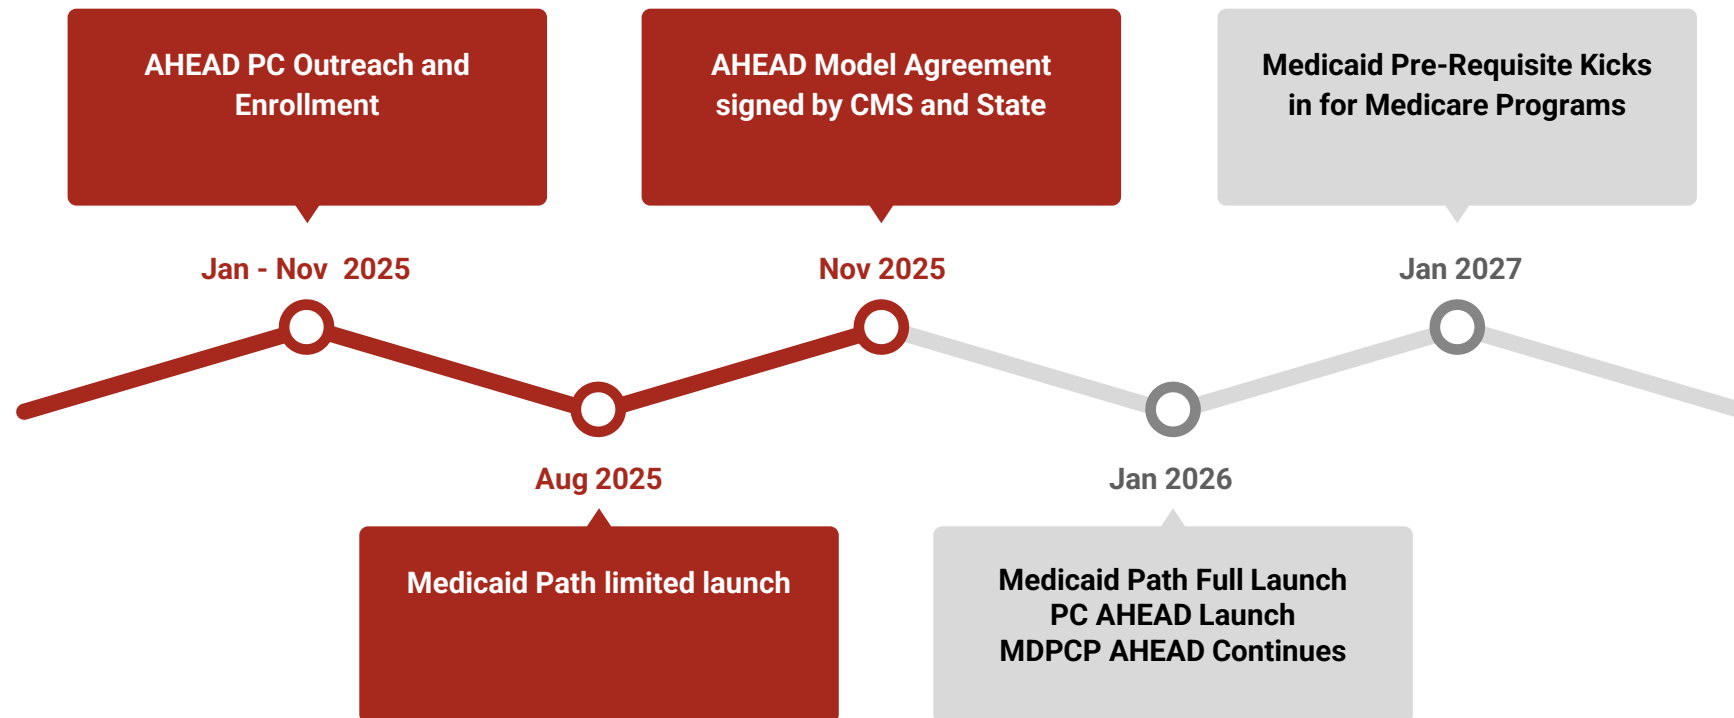 AHEAD PC Outreach and
Enrollment
AHEAD Model Agreement
signed by CMS and State
Medicaid Pre-Requisite Kicks
in for Medicare Programs
Jan - Nov  2025
Nov 2025
Jan 2027
Aug 2025
Jan 2026
Medicaid Path limited launch
Medicaid Path Full Launch
PC AHEAD Launch
MDPCP AHEAD Continues